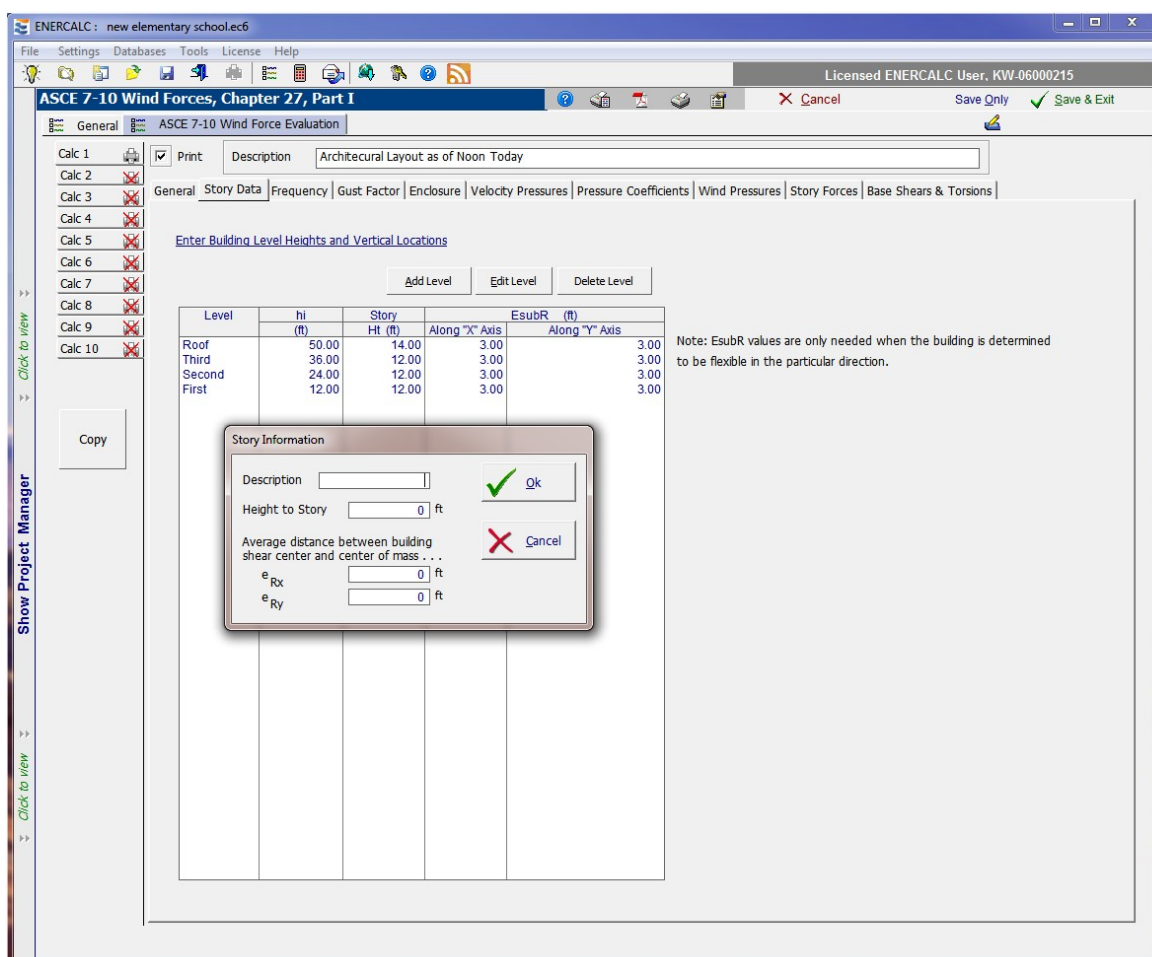 ENERCALC : new elementary school.ec6
File Settings Databases Tools License Help
Licensed ENERCALC User, KW-06000215
ASCE 7-10 Wind Forces, Chapter 27, Part I
Cancel Save Only Save & Exit
General ASCE 7-10 Wind Force Evaluation
Calc 1
Calc 2
Calc 3
Calc 4
Calc 5
Calc 6
Calc 7
Calc 8
Calc 9
Calc 10
Copy
Click to view
Show Project Manager
Click to view
Print Description Architecural Layout as of Noon Today
General Story Data Frequency Gust Factor Enclosure Velocity Pressures Pressure Coefficients Wind Pressures Story Forces Base Shears & Torsions
Enter Building Level Heights and Vertical Locations
Add Level Edit Level Delete Level
Level hi Story EsubR (ft)
(ft) Ht (ft) Along "X" Axis Along "Y" Axis
Roof 50.00 14.00 3.00 3.00
Third 36.00 12.00 3.00 3.00
Second 24.00 12.00 3.00 3.00
First 12.00 12.00 3.00 3.00
Note: EsubR values are only needed when the building is determined
to be flexible in the particular direction.
Story Information
Description
Ok
Height to Story 0 ft
Average distance between building
shear center and center of mass . . .
Cancel
e Rx 0 ft
e Ry 0 ft